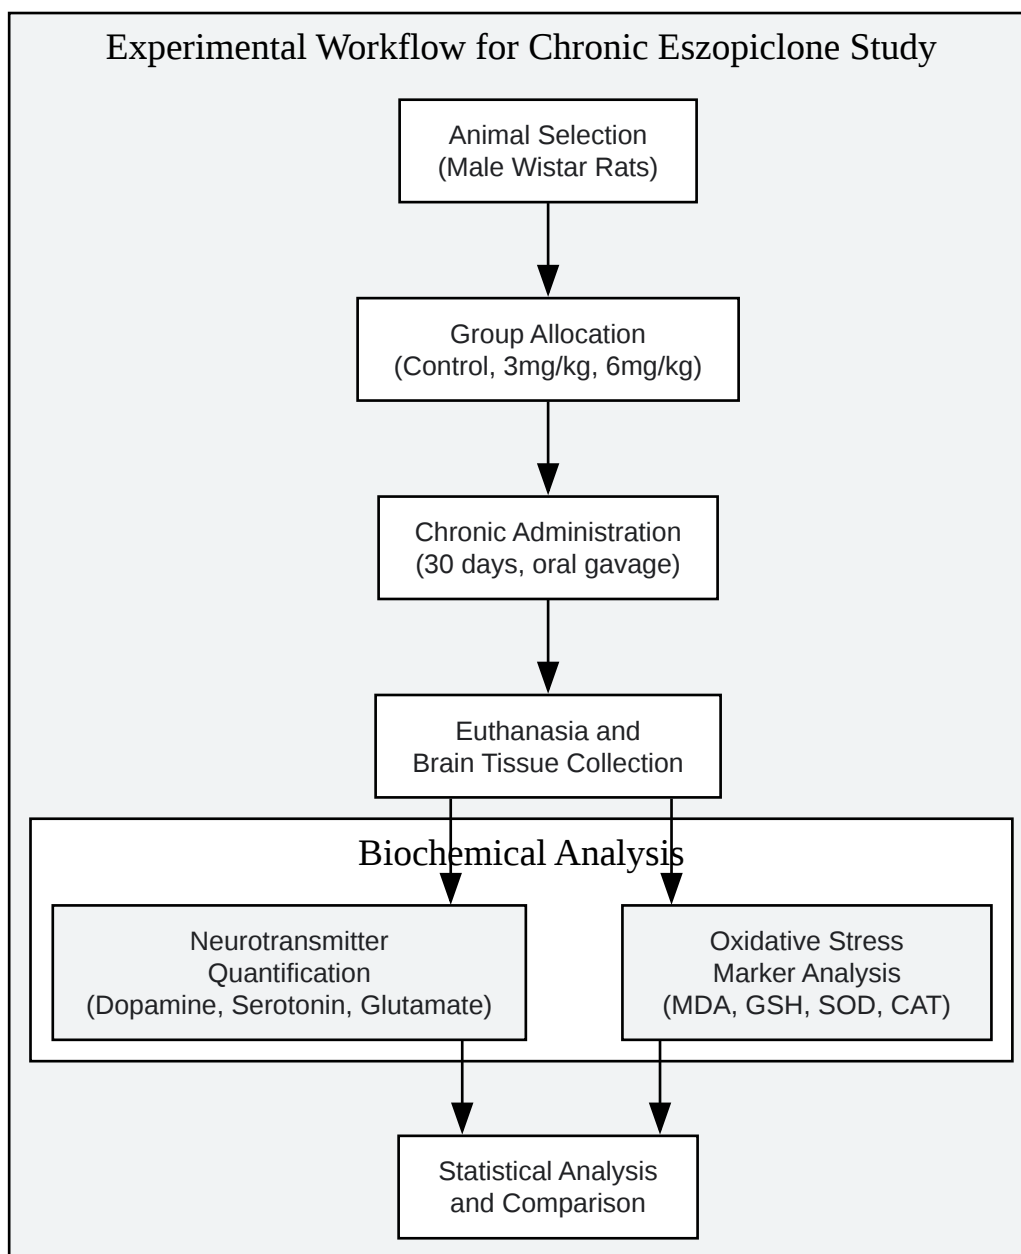 Experimental Workflow for Chronic Eszopiclone Study
Animal Selection
(Male Wistar Rats)
Group Allocation
(Control, 3mg/kg, 6mg/kg)
Chronic Administration
(30 days, oral gavage)
Euthanasia and
Brain Tissue Collection
Biochemical Analysis
Neurotransmitter
Quantification
(Dopamine, Serotonin, Glutamate)
Oxidative Stress
Marker Analysis
(MDA, GSH, SOD, CAT)
Statistical Analysis
and Comparison